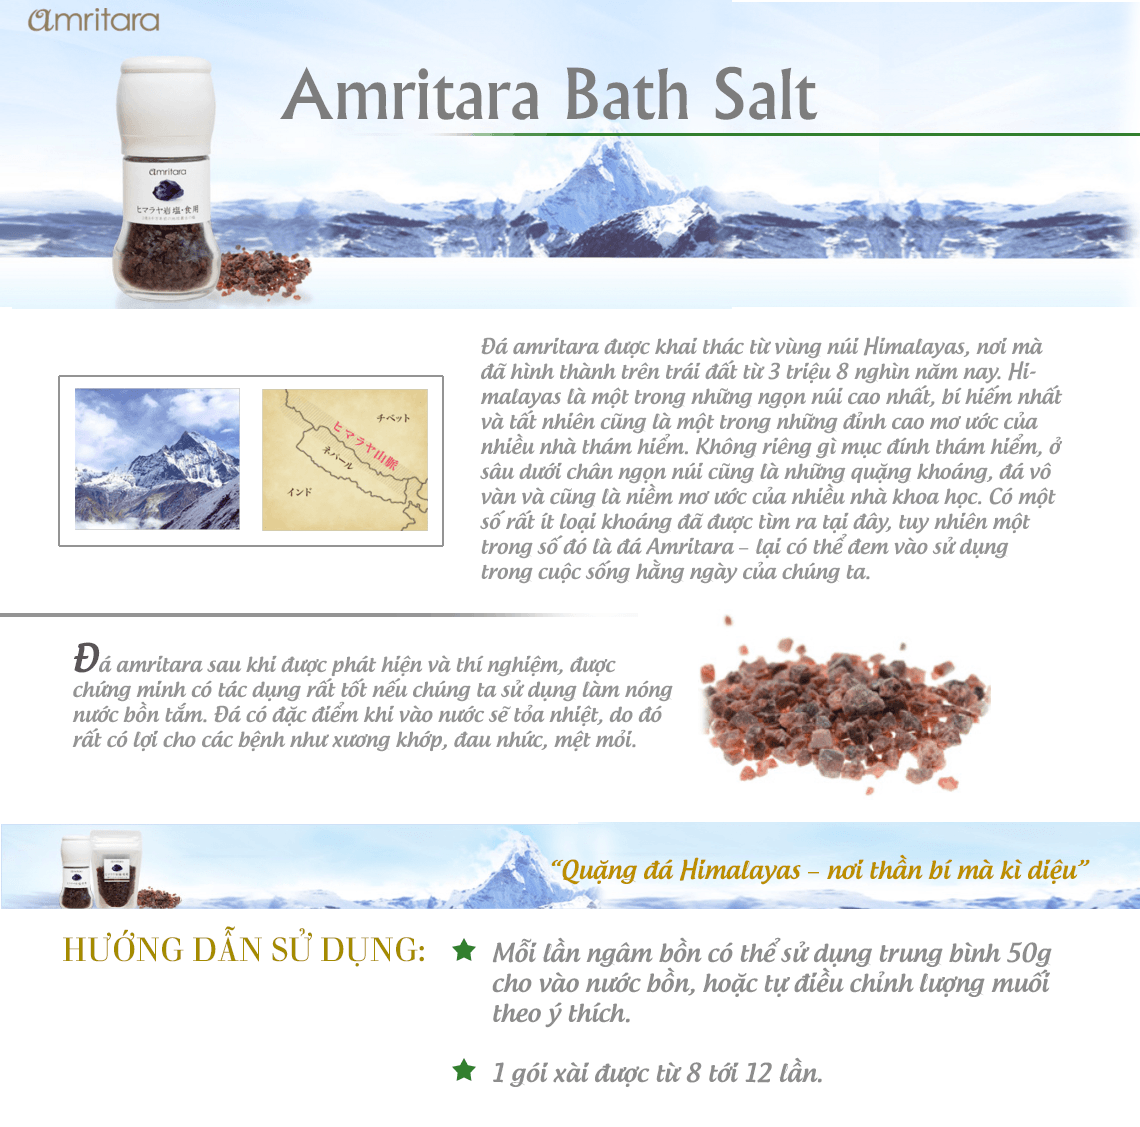 amritara
Amritara Bath Salt
amritara
ヒマラヤ岩塩・食用
Đá amritara được khai thác từ vùng núi Himalayas, nơi mà
đã hình thành trên trái đất từ 3 triệu 8 nghìn năm nay. Hi-
malayas là một trong những ngọn núi cao nhất, bí hiếm nhất
và tất nhiên cũng là một trong những đỉnh cao mơ ước của
nhiều nhà thám hiểm. Không riêng gì mục đính thám hiểm, ở
sâu dưới chân ngọn núi cũng là những quặng khoáng, đá vô
vàn và cũng là niềm mơ ước của nhiều nhà khoa học. Có một
số rất ít loại khoáng đã được tìm ra tại đây, tuy nhiên một
trong số đó là đá Amritara – lại có thể đem vào sử dụng
trong cuộc sống hằng ngày của chúng ta.
チベット
ヒマラヤ山脈
ネパール
インド
Đá amritara sau khi được phát hiện và thí nghiệm, được
chứng minh có tác dụng rất tốt nếu chúng ta sử dụng làm nóng
nước bồn tắm. Đá có đặc điểm khi vào nước sẽ tỏa nhiệt, do đó
rất có lợi cho các bệnh như xương khớp, đau nhức, mệt mỏi.
“Quặng đá Himalayas – nơi thần bí mà kì diệu”
HƯỚNG DẪN SỬ DỤNG:
Mỗi lần ngâm bồn có thể sử dụng trung bình 50g
cho vào nước bồn, hoặc tự điều chỉnh lượng muối
theo ý thích.
1 gói xài được từ 8 tới 12 lần.